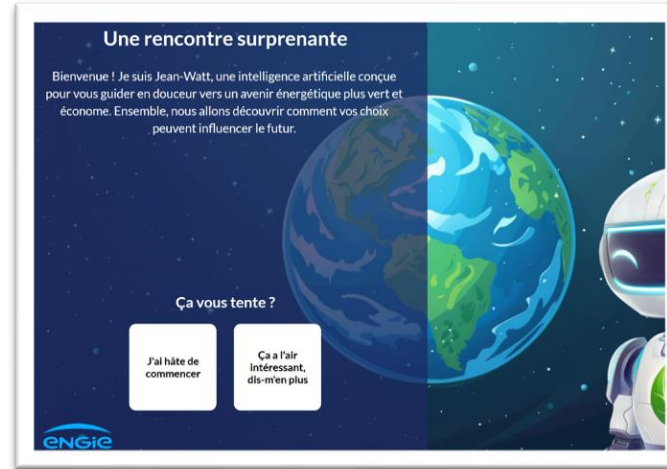 Une rencontre surprenante
Bienvenue ! Je suis Jean-Watt, une intelligence artificielle conçue
pour vous guider en douceur vers un avenir énergétique plus vert et
économe. Ensemble, nous allons découvrir comment vos choix
peuvent influencer le futur.
Ça vous tente ?
J'ai hâte de
commencer
Ça a l'air
intéressant,
dis-m'en plus
ENGIE